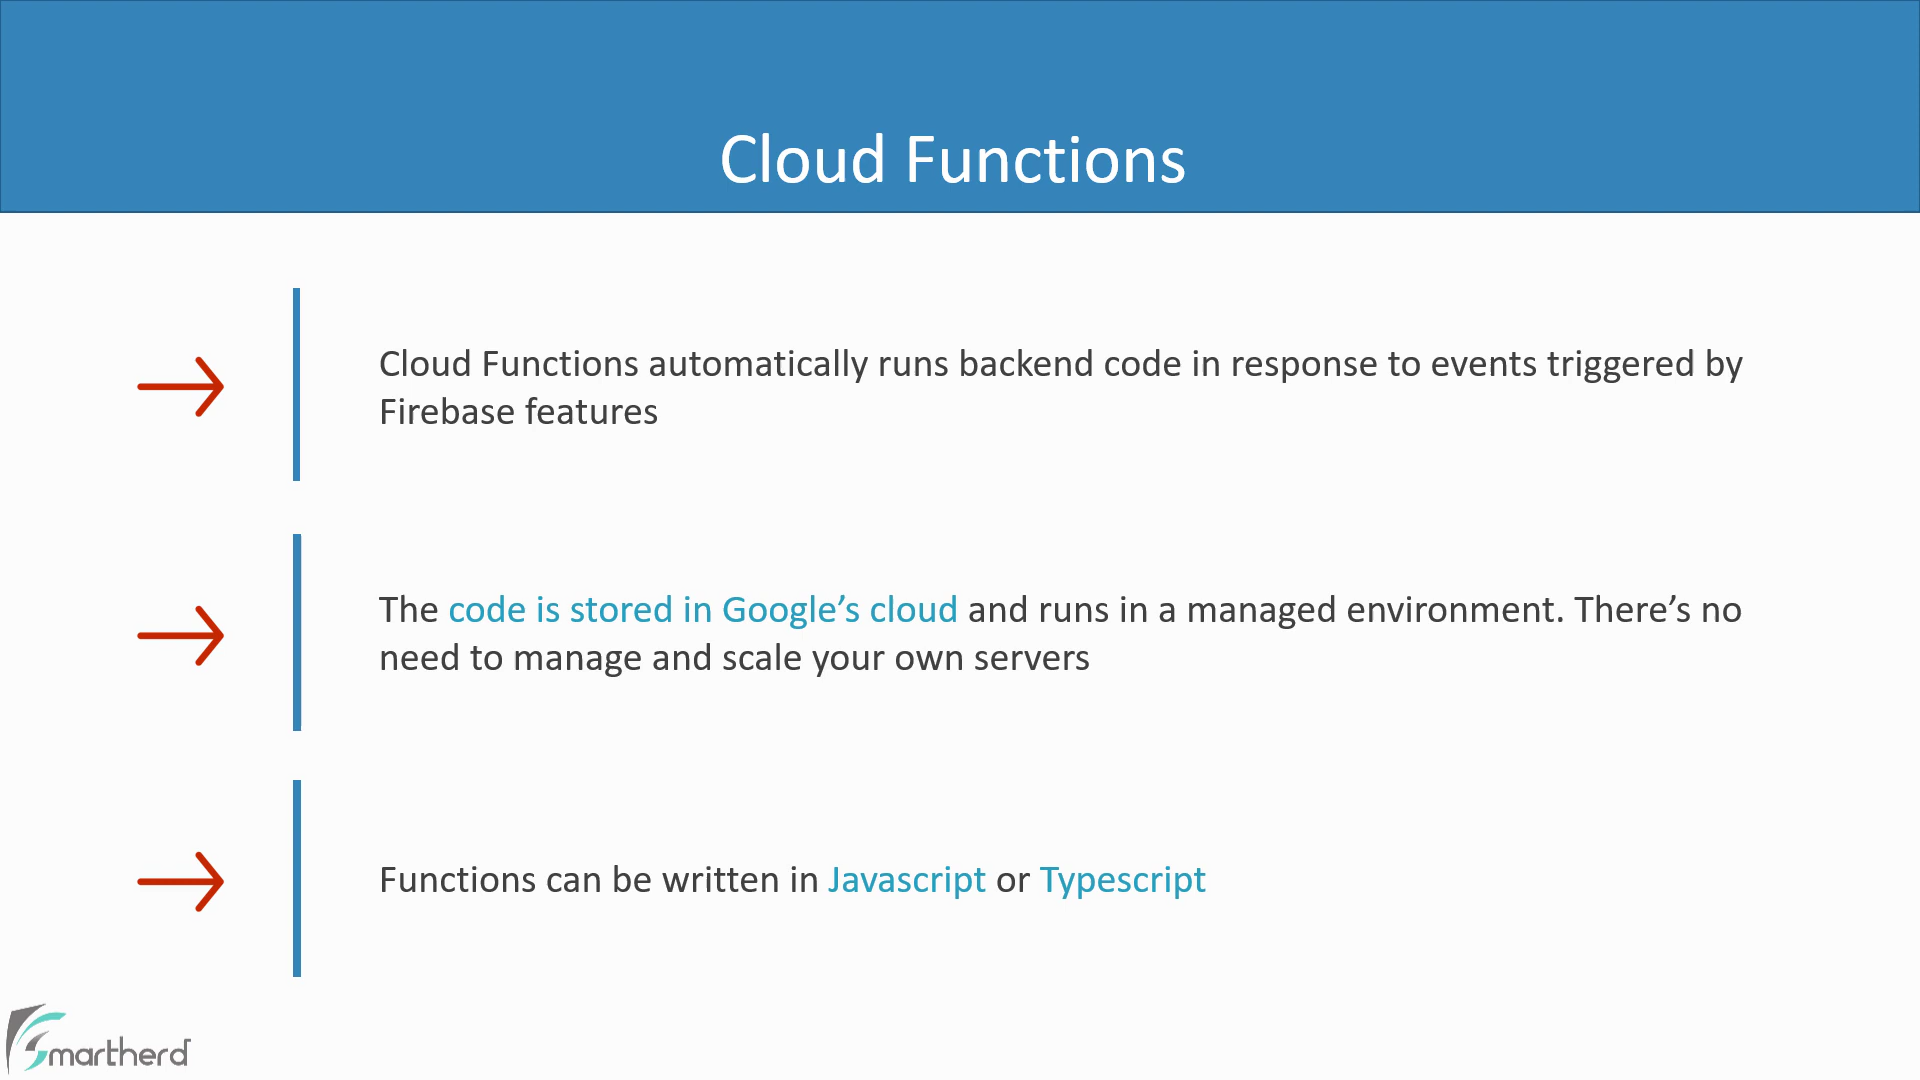 Cloud Functions
Cloud Functions automatically runs backend code in response to events triggered by
Firebase features
The code is stored in Google’s cloud and runs in a managed environment. There’s no
need to manage and scale your own servers
Functions can be written in Javascript or Typescript
Smartherd